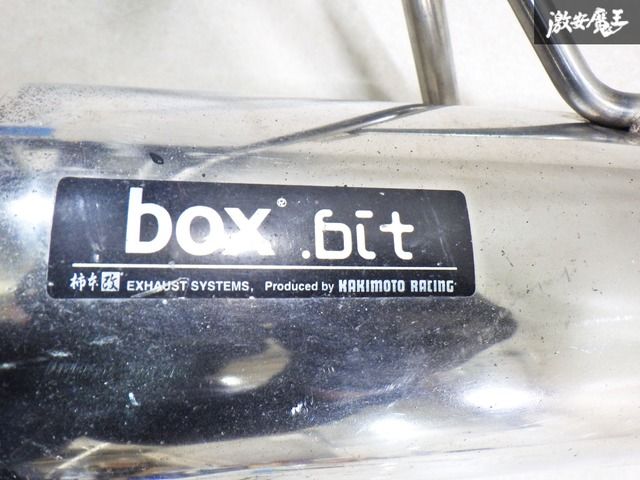 激安魔王
box® .bit
柿本改® EXHAUST SYSTEMS, Produced by KAKIMOTO RACING